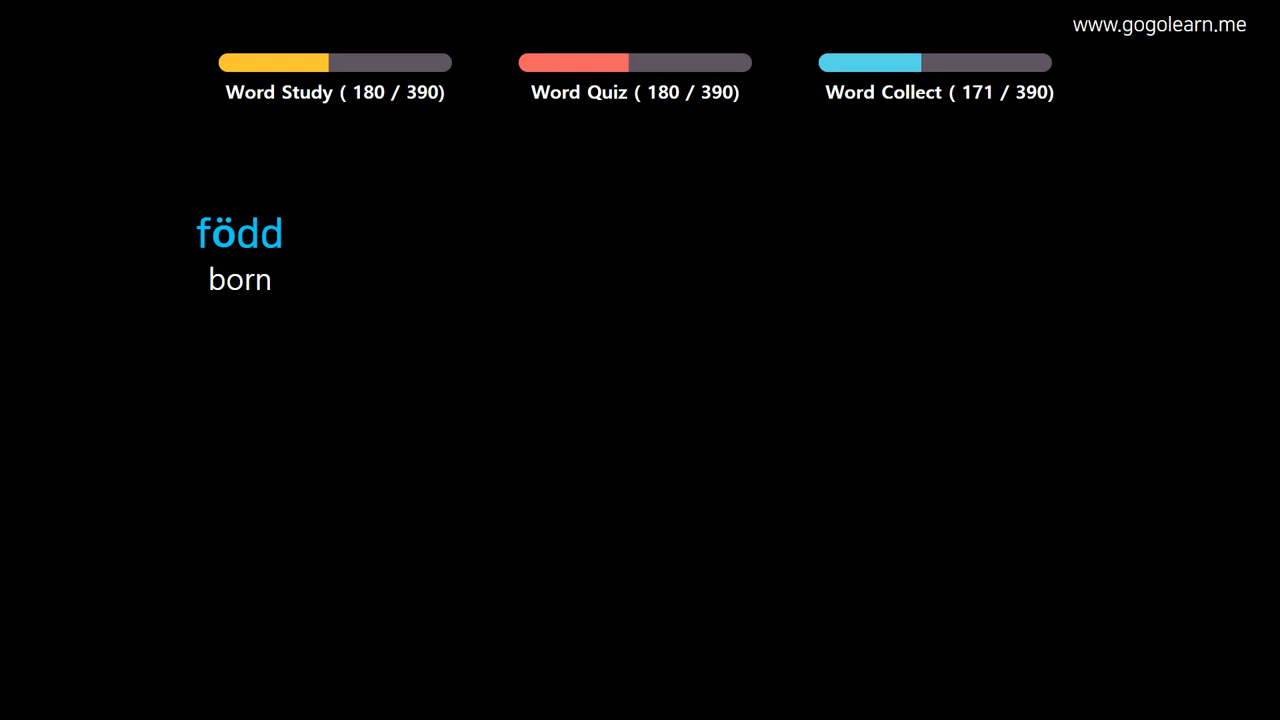 www.gogolearn.me
Word Study ( 180 / 390)
Word Quiz ( 180 / 390)
Word Collect ( 171 / 390)
född
born